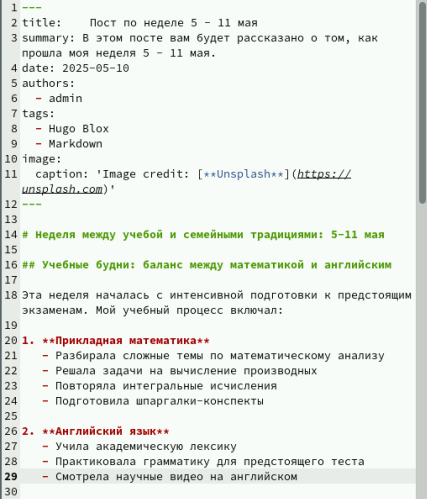 1 ---
2 title:    Пост по неделе 5 - 11 мая
3 summary: В этом посте вам будет рассказано о том, как
прошла моя неделя 5 - 11 мая.
4 date: 2025-05-10
5 authors:
6   - admin
7 tags:
8   - Hugo Blox
9   - Markdown
10 image:
11   caption: 'Image credit: [**Unsplash**](https://
unsplash.com)'
12 ---
13
14 # Неделя между учебой и семейными традициями: 5–11 мая
15
16 ## Учебные будни: баланс между математикой и английским
17
18 Эта неделя началась с интенсивной подготовки к предстоящим
экзаменам. Мой учебный процесс включал:
19
20 1. **Прикладная математика**
21    - Разбирала сложные темы по математическому анализу
22    - Решала задачи на вычисление производных
23    - Повторяла интегральные исчисления
24    - Подготовила шпаргалки-конспекты
25
26 2. **Английский язык**
27    - Учила академическую лексику
28    - Практиковала грамматику для предстоящего теста
29    - Смотрела научные видео на английском
30